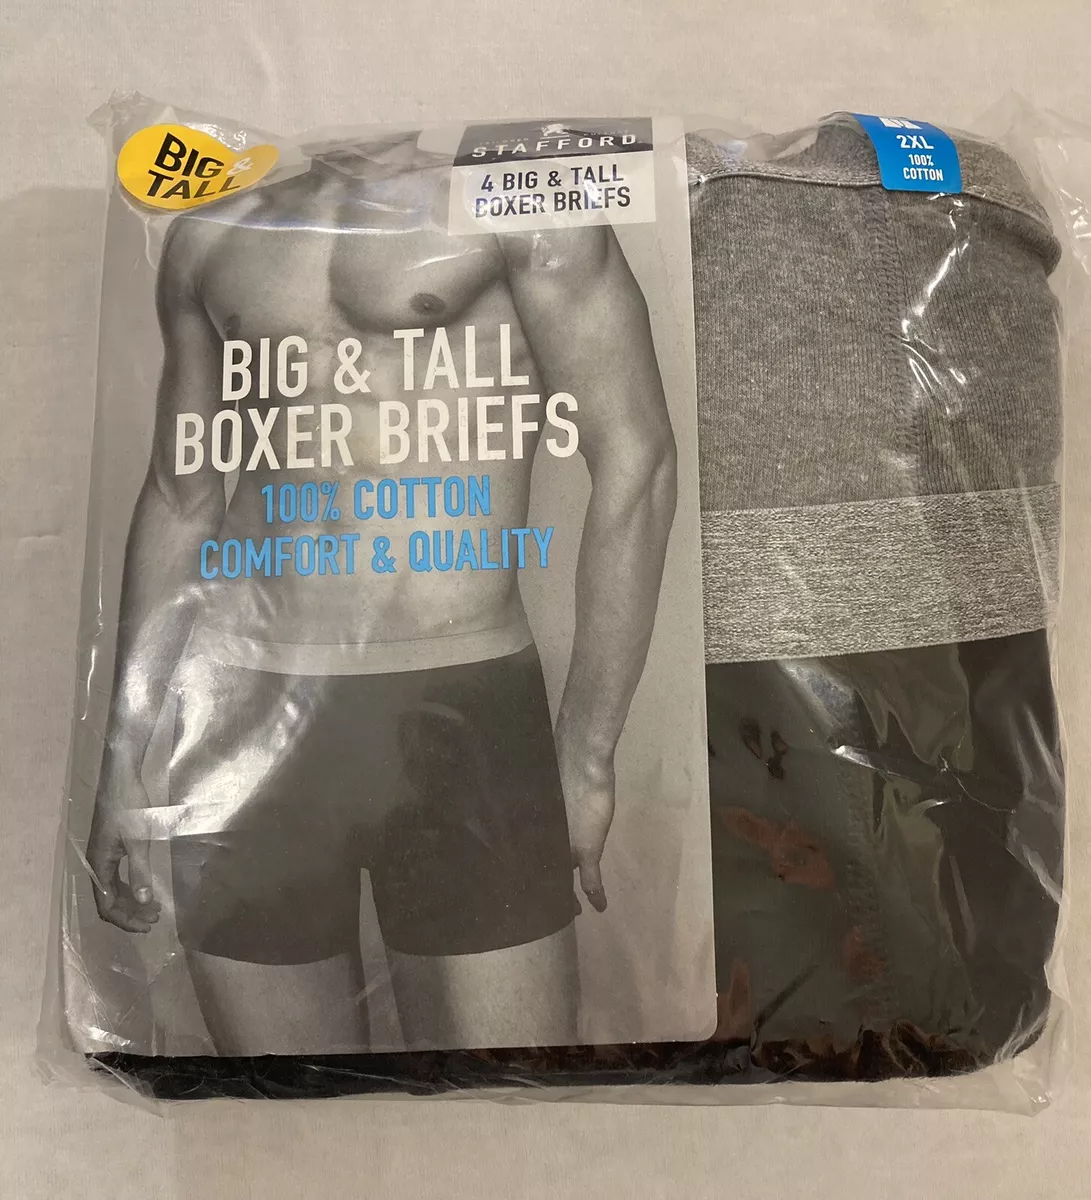 BIG &
TALL
STAFFORD
4 BIG & TALL
BOXER BRIEFS
2XL
100%
COTTON
BIG & TALL
BOXER BRIEFS
100% COTTON
COMFORT & QUALITY